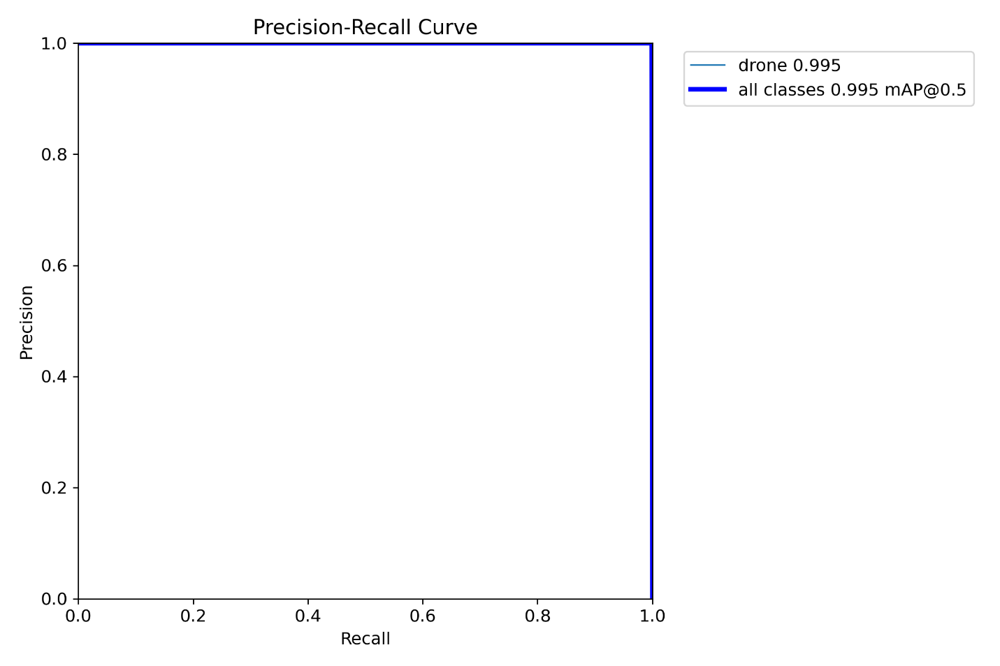 Precision-Recall Curve
1.0
0.8
0.6
0.4
0.2
0.0
Precision
0.0 0.2 0.4 0.6 0.8 1.0
Recall
drone 0.995
all classes 0.995 mAP@0.5